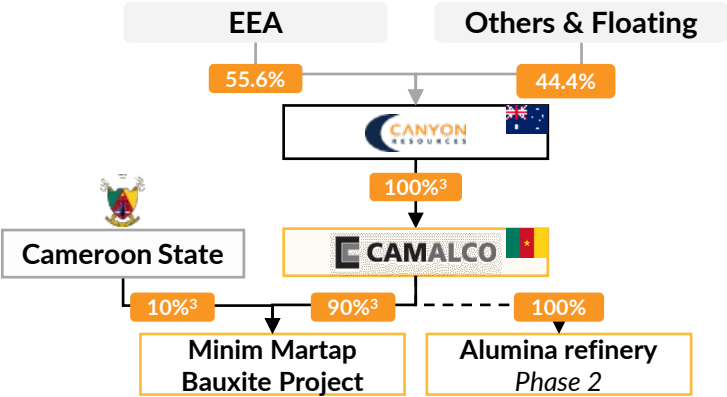 EEA
Others & Floating
55.6%
44.4%
CANYON
RESOURCES
100%³
Cameroon State
CAMALCO
10%³
90%³
100%
Minim Martap
Bauxite Project
Alumina refinery
Phase 2